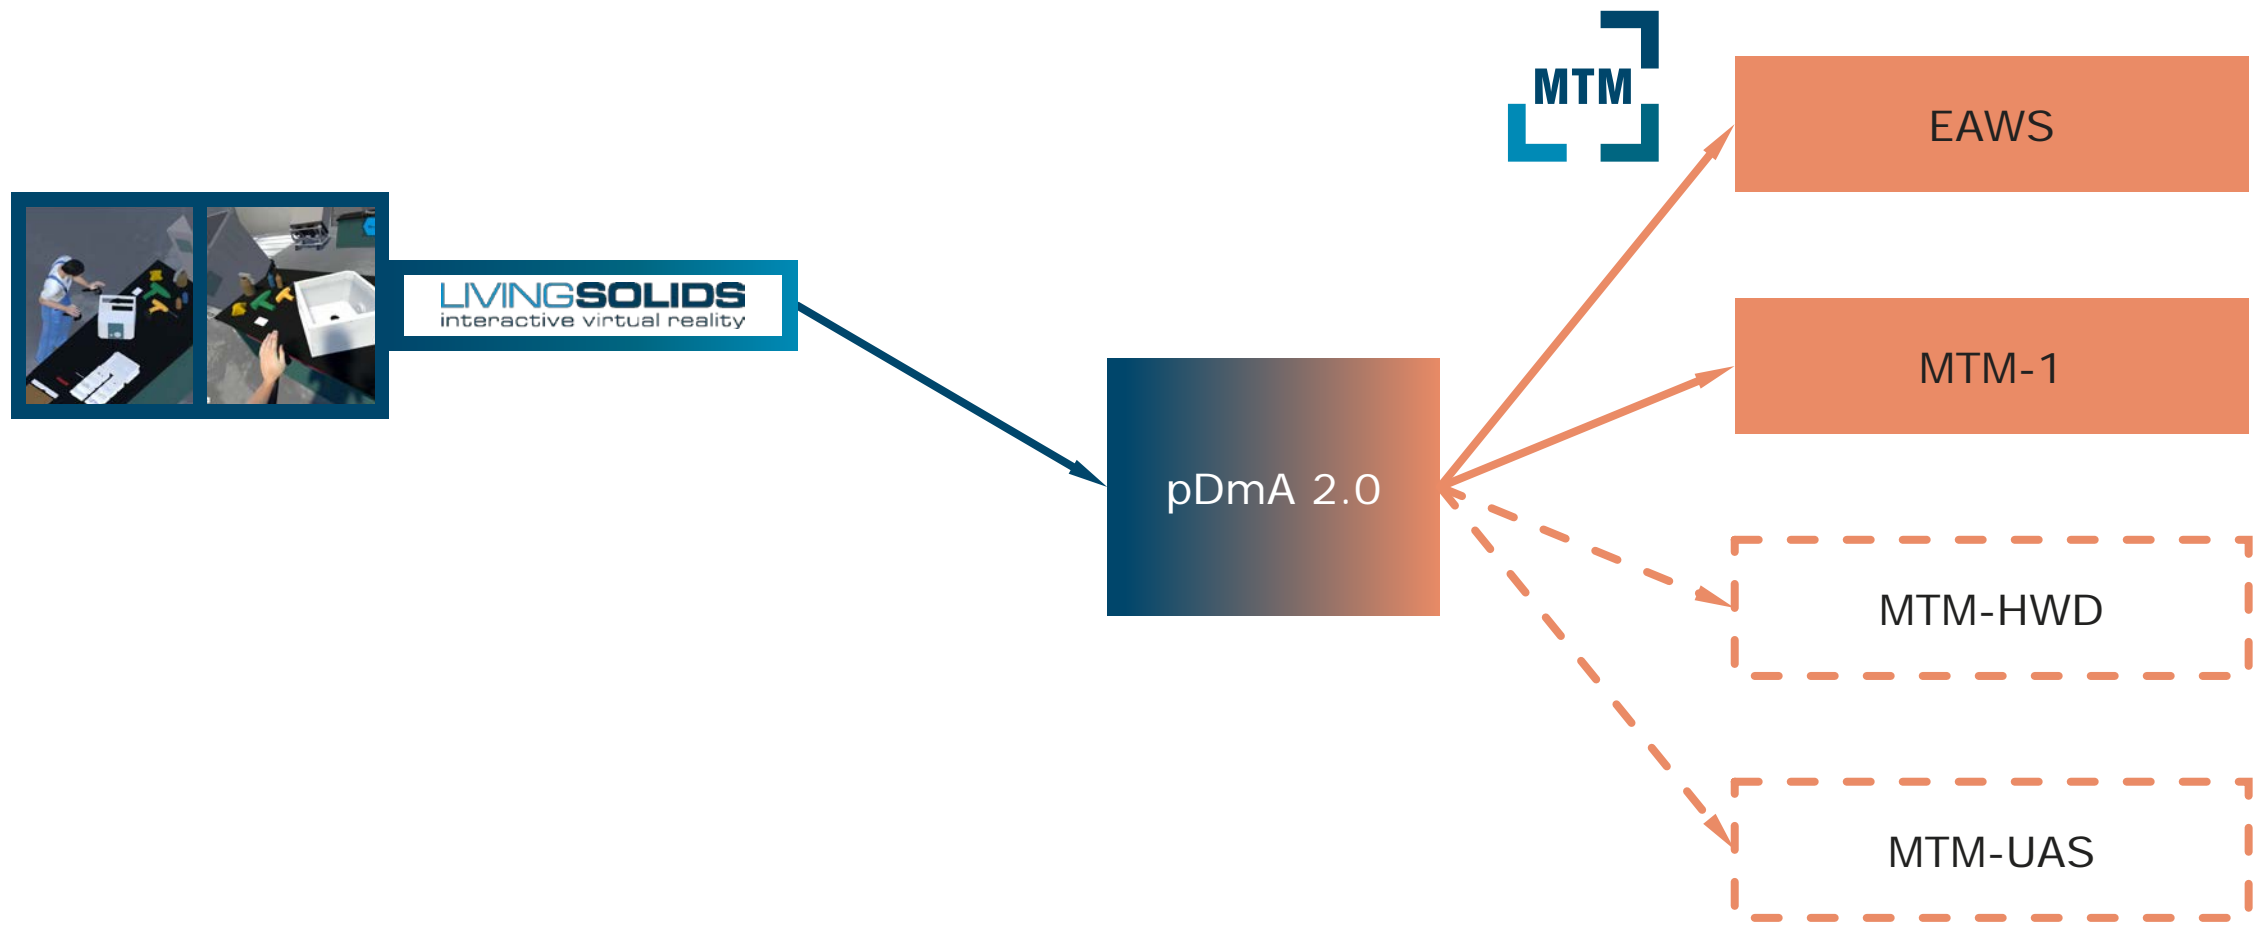 MTM
EAWS
LIVINGSOLIDS
interactive virtual reality
MTM-1
pDmA 2.0
MTM-HWD
MTM-UAS